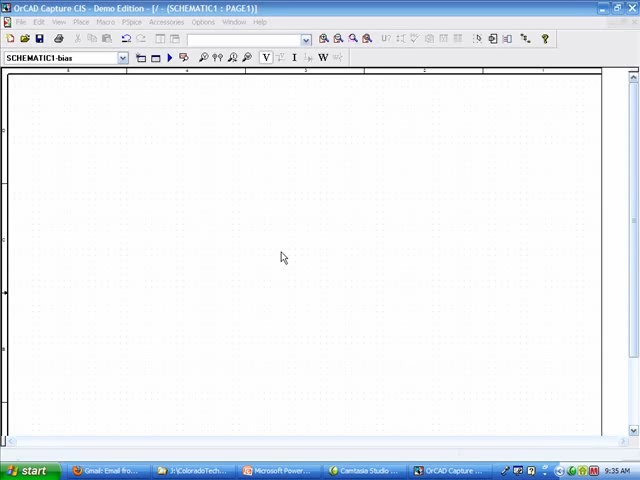 OrCAD Capture CIS - Demo Edition - [/ - (SCHEMATIC1 : PAGE1)]
File Edit View Place Macro PSpice Accessories Options Window Help
SCHEMATIC1-bias
V I W
start Gmail: Email fro... J:\ColoradoTech... Microsoft Power... Camtasia Studio ... OrCAD Capture ... 9:35 AM